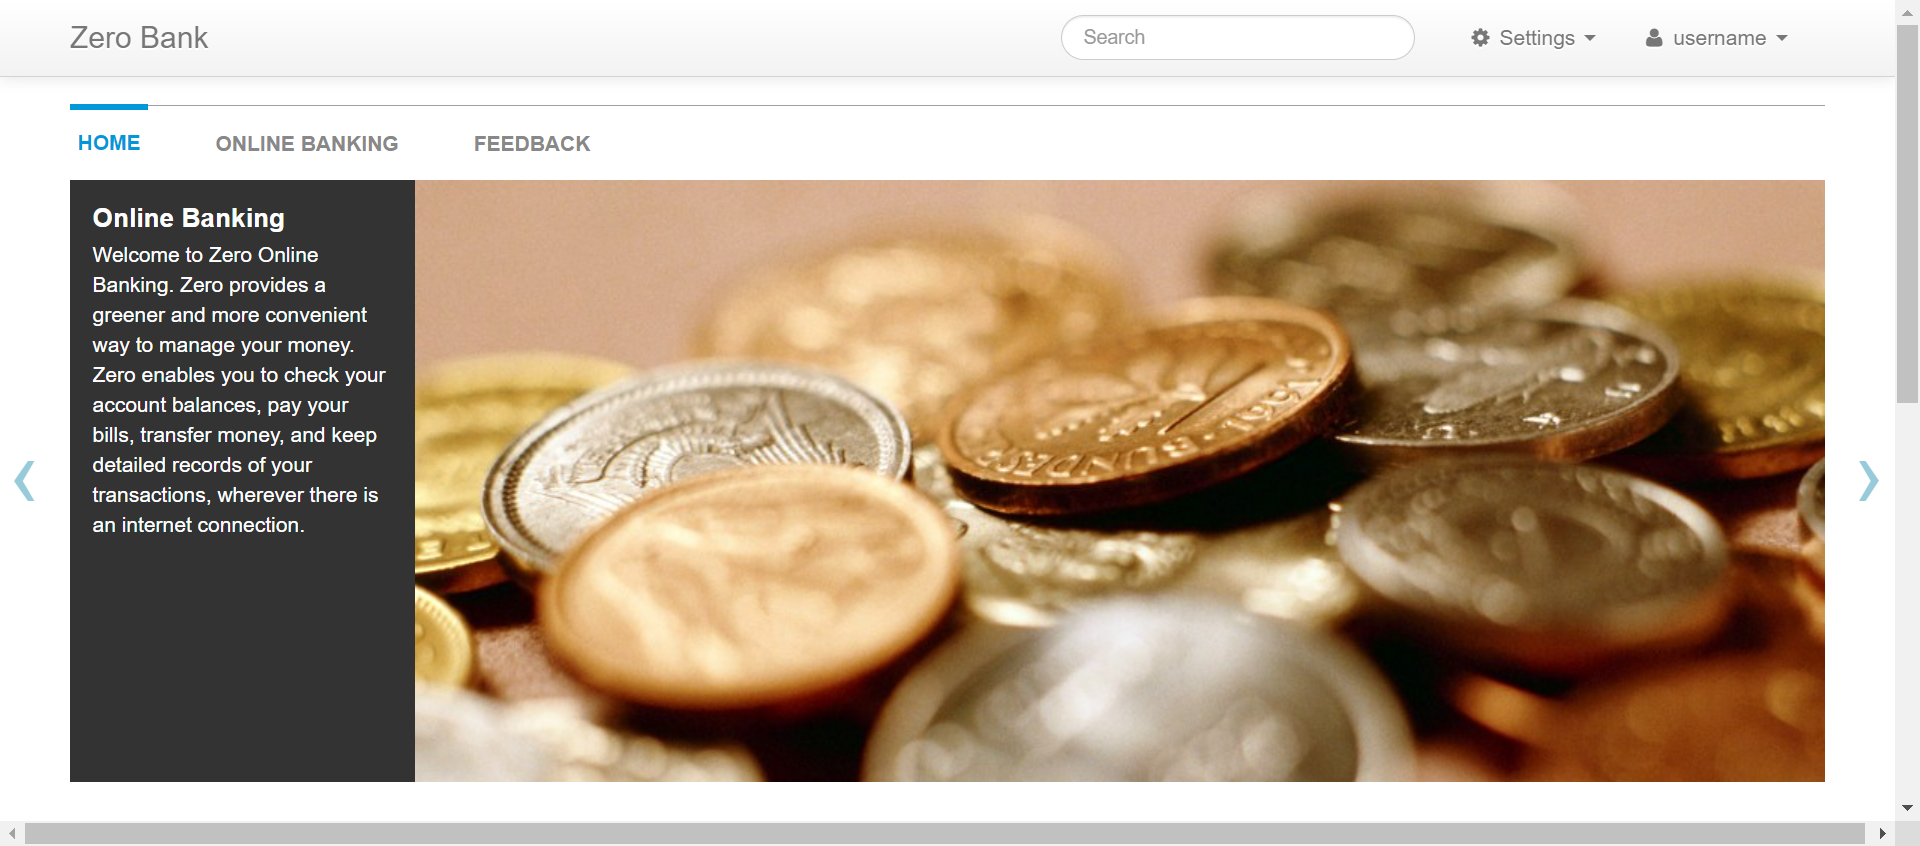 Zero Bank
Search
Settings
username
HOME
ONLINE BANKING
FEEDBACK
Online Banking
Welcome to Zero Online
Banking. Zero provides a
greener and more convenient
way to manage your money.
Zero enables you to check your
account balances, pay your
bills, transfer money, and keep
detailed records of your
transactions, wherever there is
an internet connection.